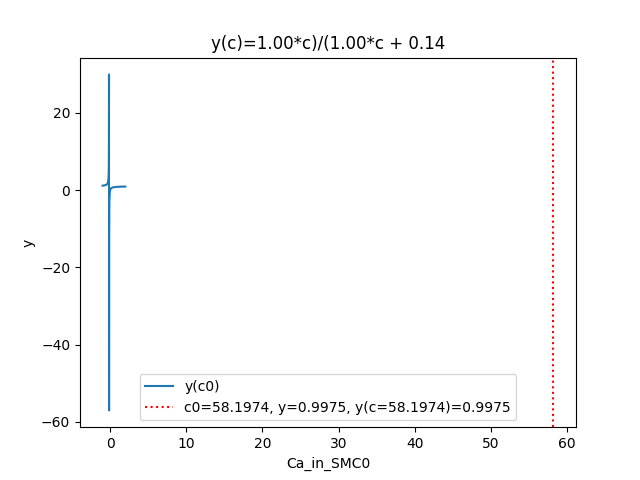 y(c)=1.00*c)/(1.00*c + 0.14
20
0
−20
−40
−60
y
0
10
20
30
40
50
60
Ca_in_SMC0
y(c0)
c0=58.1974, y=0.9975, y(c=58.1974)=0.9975